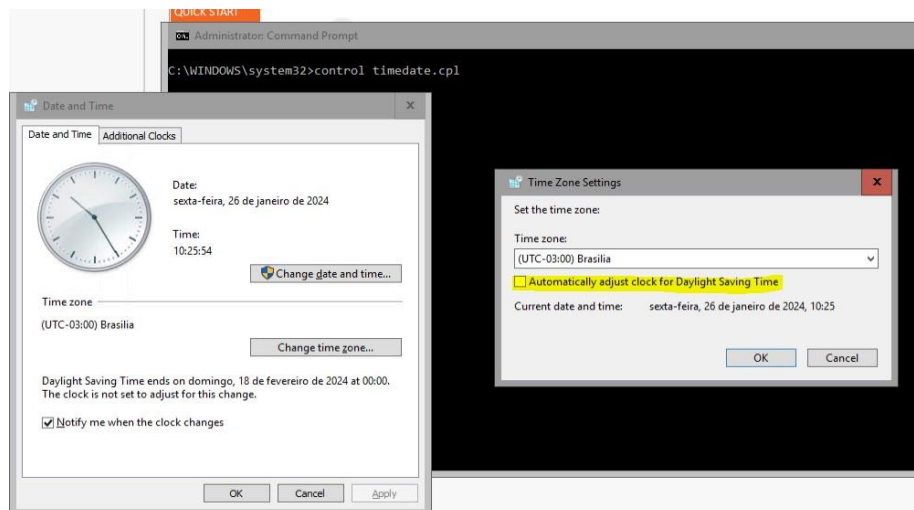 QUICK START
Administrator: Command Prompt
C:\WINDOWS\system32>control timedate.cpl
Date and Time
Date and Time
Additional Clocks
Date:
sexta-feira, 26 de janeiro de 2024
Time:
10:25:54
Change date and time...
Time zone
(UTC-03:00) Brasilia
Change time zone...
Daylight Saving Time ends on domingo, 18 de fevereiro de 2024 at 00:00.
The clock is not set to adjust for this change.
Notify me when the clock changes
OK
Cancel
Apply
Time Zone Settings
Set the time zone:
Time zone:
(UTC-03:00) Brasilia
Automatically adjust clock for Daylight Saving Time
Current date and time: sexta-feira, 26 de janeiro de 2024, 10:25
OK
Cancel